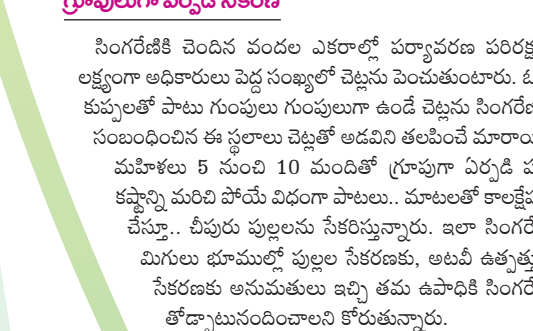 గ్రూపులుగా ఏర్పడి సేకరణ
సింగరేణికి చెందిన వందల ఎకరాల్లో పర్యావరణ పరిరక్ష
లక్ష్యంగా అధికారులు పెద్ద సంఖ్యలో చెట్లను పెంచుతుంటారు. ఓ
కుప్పలతో పాటు గుంపులు గుంపులుగా ఉండే చెట్లను సింగరేణ
సంబంధించిన ఈ స్థలాలు చెట్లతో అడవిని తలపించే మారాయ
మహిళలు 5 నుంచి 10 మందితో గ్రూపుగా ఏర్పడి ప
కష్టాన్ని మరిచి పోయే విధంగా పాటలు.. మాటలతో కాలక్షేప
చేస్తూ.. చీపురు పుల్లలను సేకరిస్తున్నారు. ఇలా సింగరే
మిగులు భూముల్లో పుల్లల సేకరణకు, అటవీ ఉత్పత్తు
సేకరణకు అనుమతులు ఇచ్చి తమ ఉపాధికి సింగరే
తోడ్పాటునందించాలని కోరుతున్నారు.